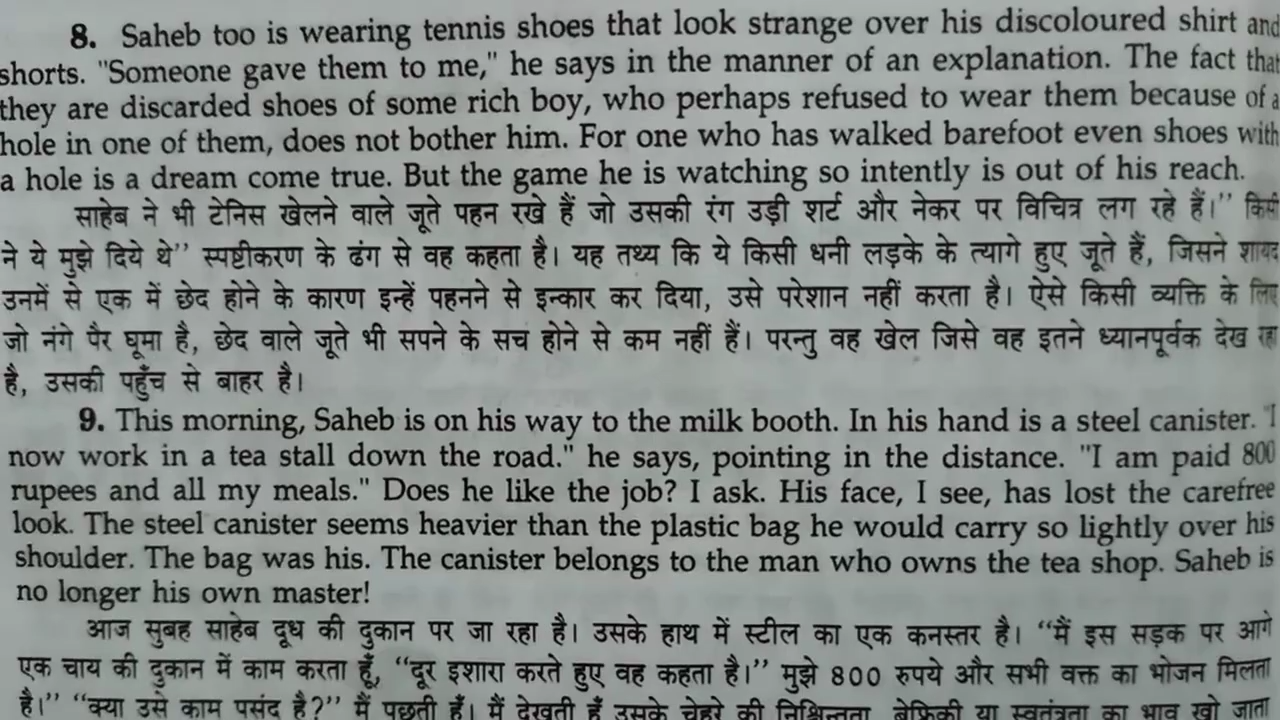 8. Saheb too is wearing tennis shoes that look strange over his discoloured shirt and
shorts. "Someone gave them to me," he says in the manner of an explanation. The fact that
they are discarded shoes of some rich boy, who perhaps refused to wear them because of a
hole in one of them, does not bother him. For one who has walked barefoot even shoes with
a hole is a dream come true. But the game he is watching so intently is out of his reach.
साहेब ने भी टेनिस खेलने वाले जूते पहन रखे हैं जो उसकी रंग उड़ी शर्ट और नेकर पर विचित्र लग रहे हैं।'' किसी
ने ये मुझे दिये थे'' स्पष्टीकरण के ढंग से वह कहता है। यह तथ्य कि ये किसी धनी लड़के के त्यागे हुए जूते हैं, जिसने शायद
उनमें से एक में छेद होने के कारण इन्हें पहनने से इन्कार कर दिया, उसे परेशान नहीं करता है। ऐसे किसी व्यक्ति के लिए
जो नंगे पैर घूमा है, छेद वाले जूते भी सपने के सच होने से कम नहीं हैं। परन्तु वह खेल जिसे वह इतने ध्यानपूर्वक देख रहा
है, उसकी पहुँच से बाहर है।
9. This morning, Saheb is on his way to the milk booth. In his hand is a steel canister. "I
now work in a tea stall down the road." he says, pointing in the distance. "I am paid 800
rupees and all my meals." Does he like the job? I ask. His face, I see, has lost the carefree
look. The steel canister seems heavier than the plastic bag he would carry so lightly over his
shoulder. The bag was his. The canister belongs to the man who owns the tea shop. Saheb is
no longer his own master!
आज सुबह साहेब दूध की दुकान पर जा रहा है। उसके हाथ में स्टील का एक कनस्तर है। ''मैं इस सड़क पर आगे
एक चाय की दुकान में काम करता हूँ, ''दूर इशारा करते हुए वह कहता है।'' मुझे 800 रुपये और सभी वक्त का भोजन मिलता
है।'' ''क्या उसे काम पसंद है?'' मैं पूछती हूँ। मैं देखती हूँ उसके चेहरे की निश्चिन्तता, बेफिक्री या स्वतंत्रता का भाव खो जाता